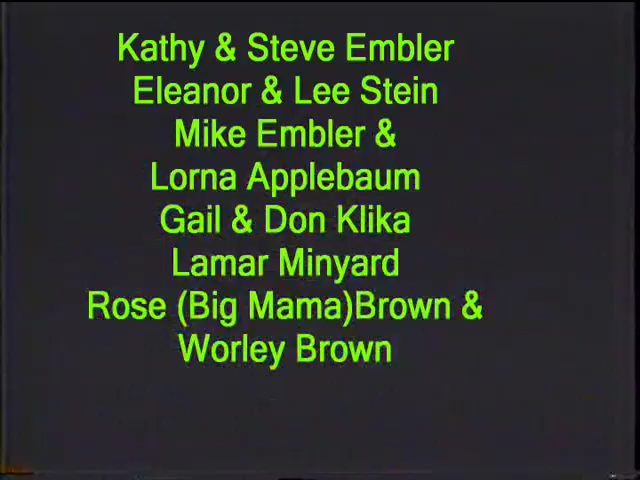 Kathy & Steve Embler
Eleanor & Lee Stein
Mike Embler &
Lorna Applebaum
Gail & Don Klika
Lamar Minyard
Rose (Big Mama)Brown &
Worley Brown